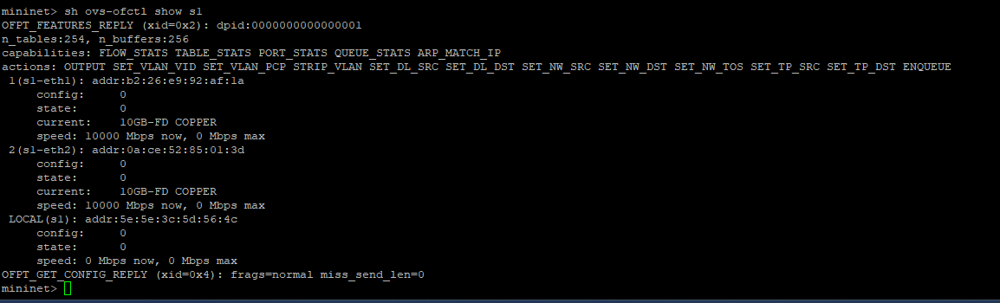 mininet> sh ovs-ofctl show s1
OFPT_FEATURES_REPLY (xid=0x2): dpid:0000000000000001
n_tables:254, n_buffers:256
capabilities: FLOW_STATS TABLE_STATS PORT_STATS QUEUE_STATS ARP_MATCH_IP
actions: OUTPUT SET_VLAN_VID SET_VLAN_PCP STRIP_VLAN SET_DL_SRC SET_DL_DST SET_NW_SRC SET_NW_DST SET_NW_TOS SET_TP_SRC SET_TP_DST ENQUEUE
 1(s1-eth1): addr:b2:26:e9:92:af:1a
     config:     0
     state:      0
     current:    10GB-FD COPPER
     speed: 10000 Mbps now, 0 Mbps max
 2(s1-eth2): addr:0a:ce:52:85:01:3d
     config:     0
     state:      0
     current:    10GB-FD COPPER
     speed: 10000 Mbps now, 0 Mbps max
 LOCAL(s1): addr:5e:5e:3c:5d:56:4c
     config:     0
     state:      0
     speed: 0 Mbps now, 0 Mbps max
OFPT_GET_CONFIG_REPLY (xid=0x4): frags=normal miss_send_len=0
mininet>